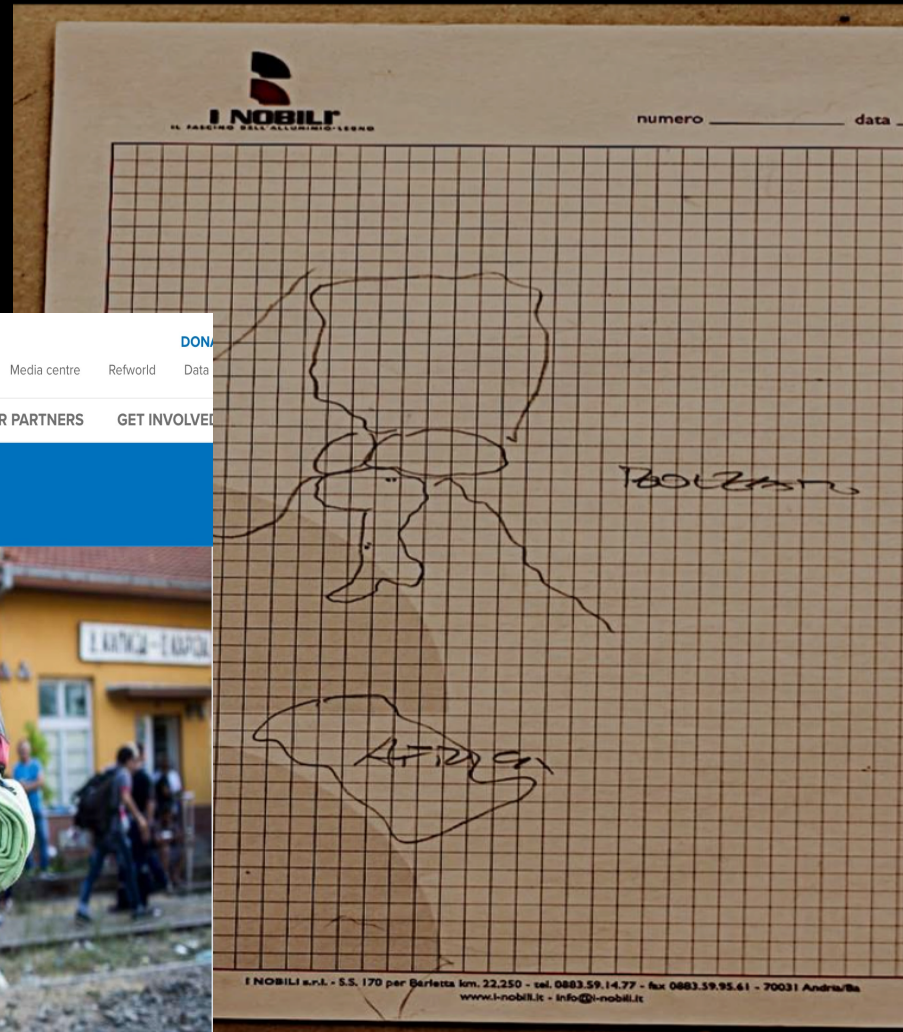 I NOBILI
IL FASCINO DELL'ALLUMINIO-LEGNO
numero
data
DONA
Media centre Refworld Data
R PARTNERS GET INVOLVED
BOLZANO
AFRICA
I NOBILI s.r.l. - S.S. 170 per Barletta km. 22,250 - tel. 0883.59.14.77 - fax 0883.59.95.61 - 70031 Andria/Ba
www.i-nobili.it - info@i-nobili.it